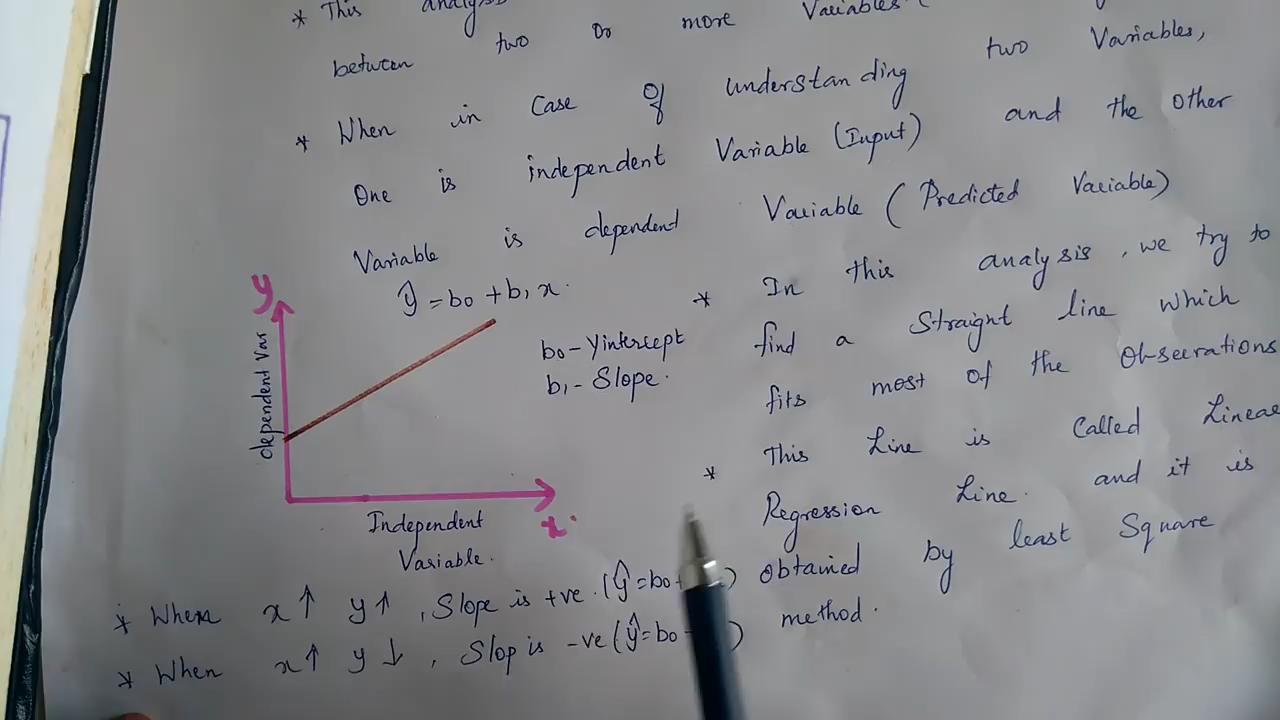 * This
between two or more Variables
* When in Case Of understanding two Variables,
One is independent Variable (Input) and the other
Variable is dependent Variable (Predicted Variable)
y
ŷ = b0 + b1x.
dependent Var
b0 - Yintercept
b1 - Slope.
Independent
Variable.
x.
* In this analysis, we try to
find a Straight line which
fits most of the Observations
* This Line is Called Linear
Regression Line. and it is
obtained by least Square
method.
* When x↑ y↑, Slope is +ve. (ŷ=b0
* When x↑ y↓, Slop is -ve (ŷ=b0